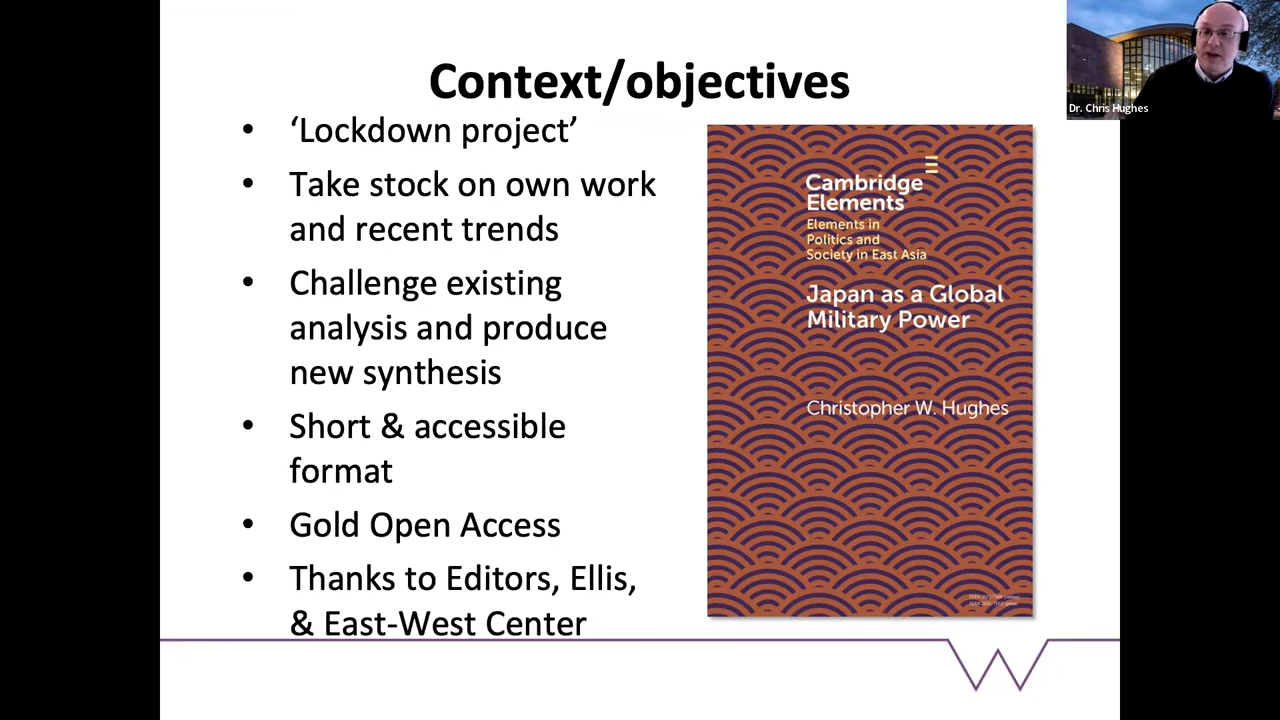 Context/objectives
• ‘Lockdown project’
• Take stock on own work
and recent trends
• Challenge existing
analysis and produce
new synthesis
• Short & accessible
format
• Gold Open Access
• Thanks to Editors, Ellis,
& East-West Center
Cambridge
Elements
Elements in
Politics and
Society in East Asia
Japan as a Global
Military Power
Christopher W. Hughes
Dr. Chris Hughes